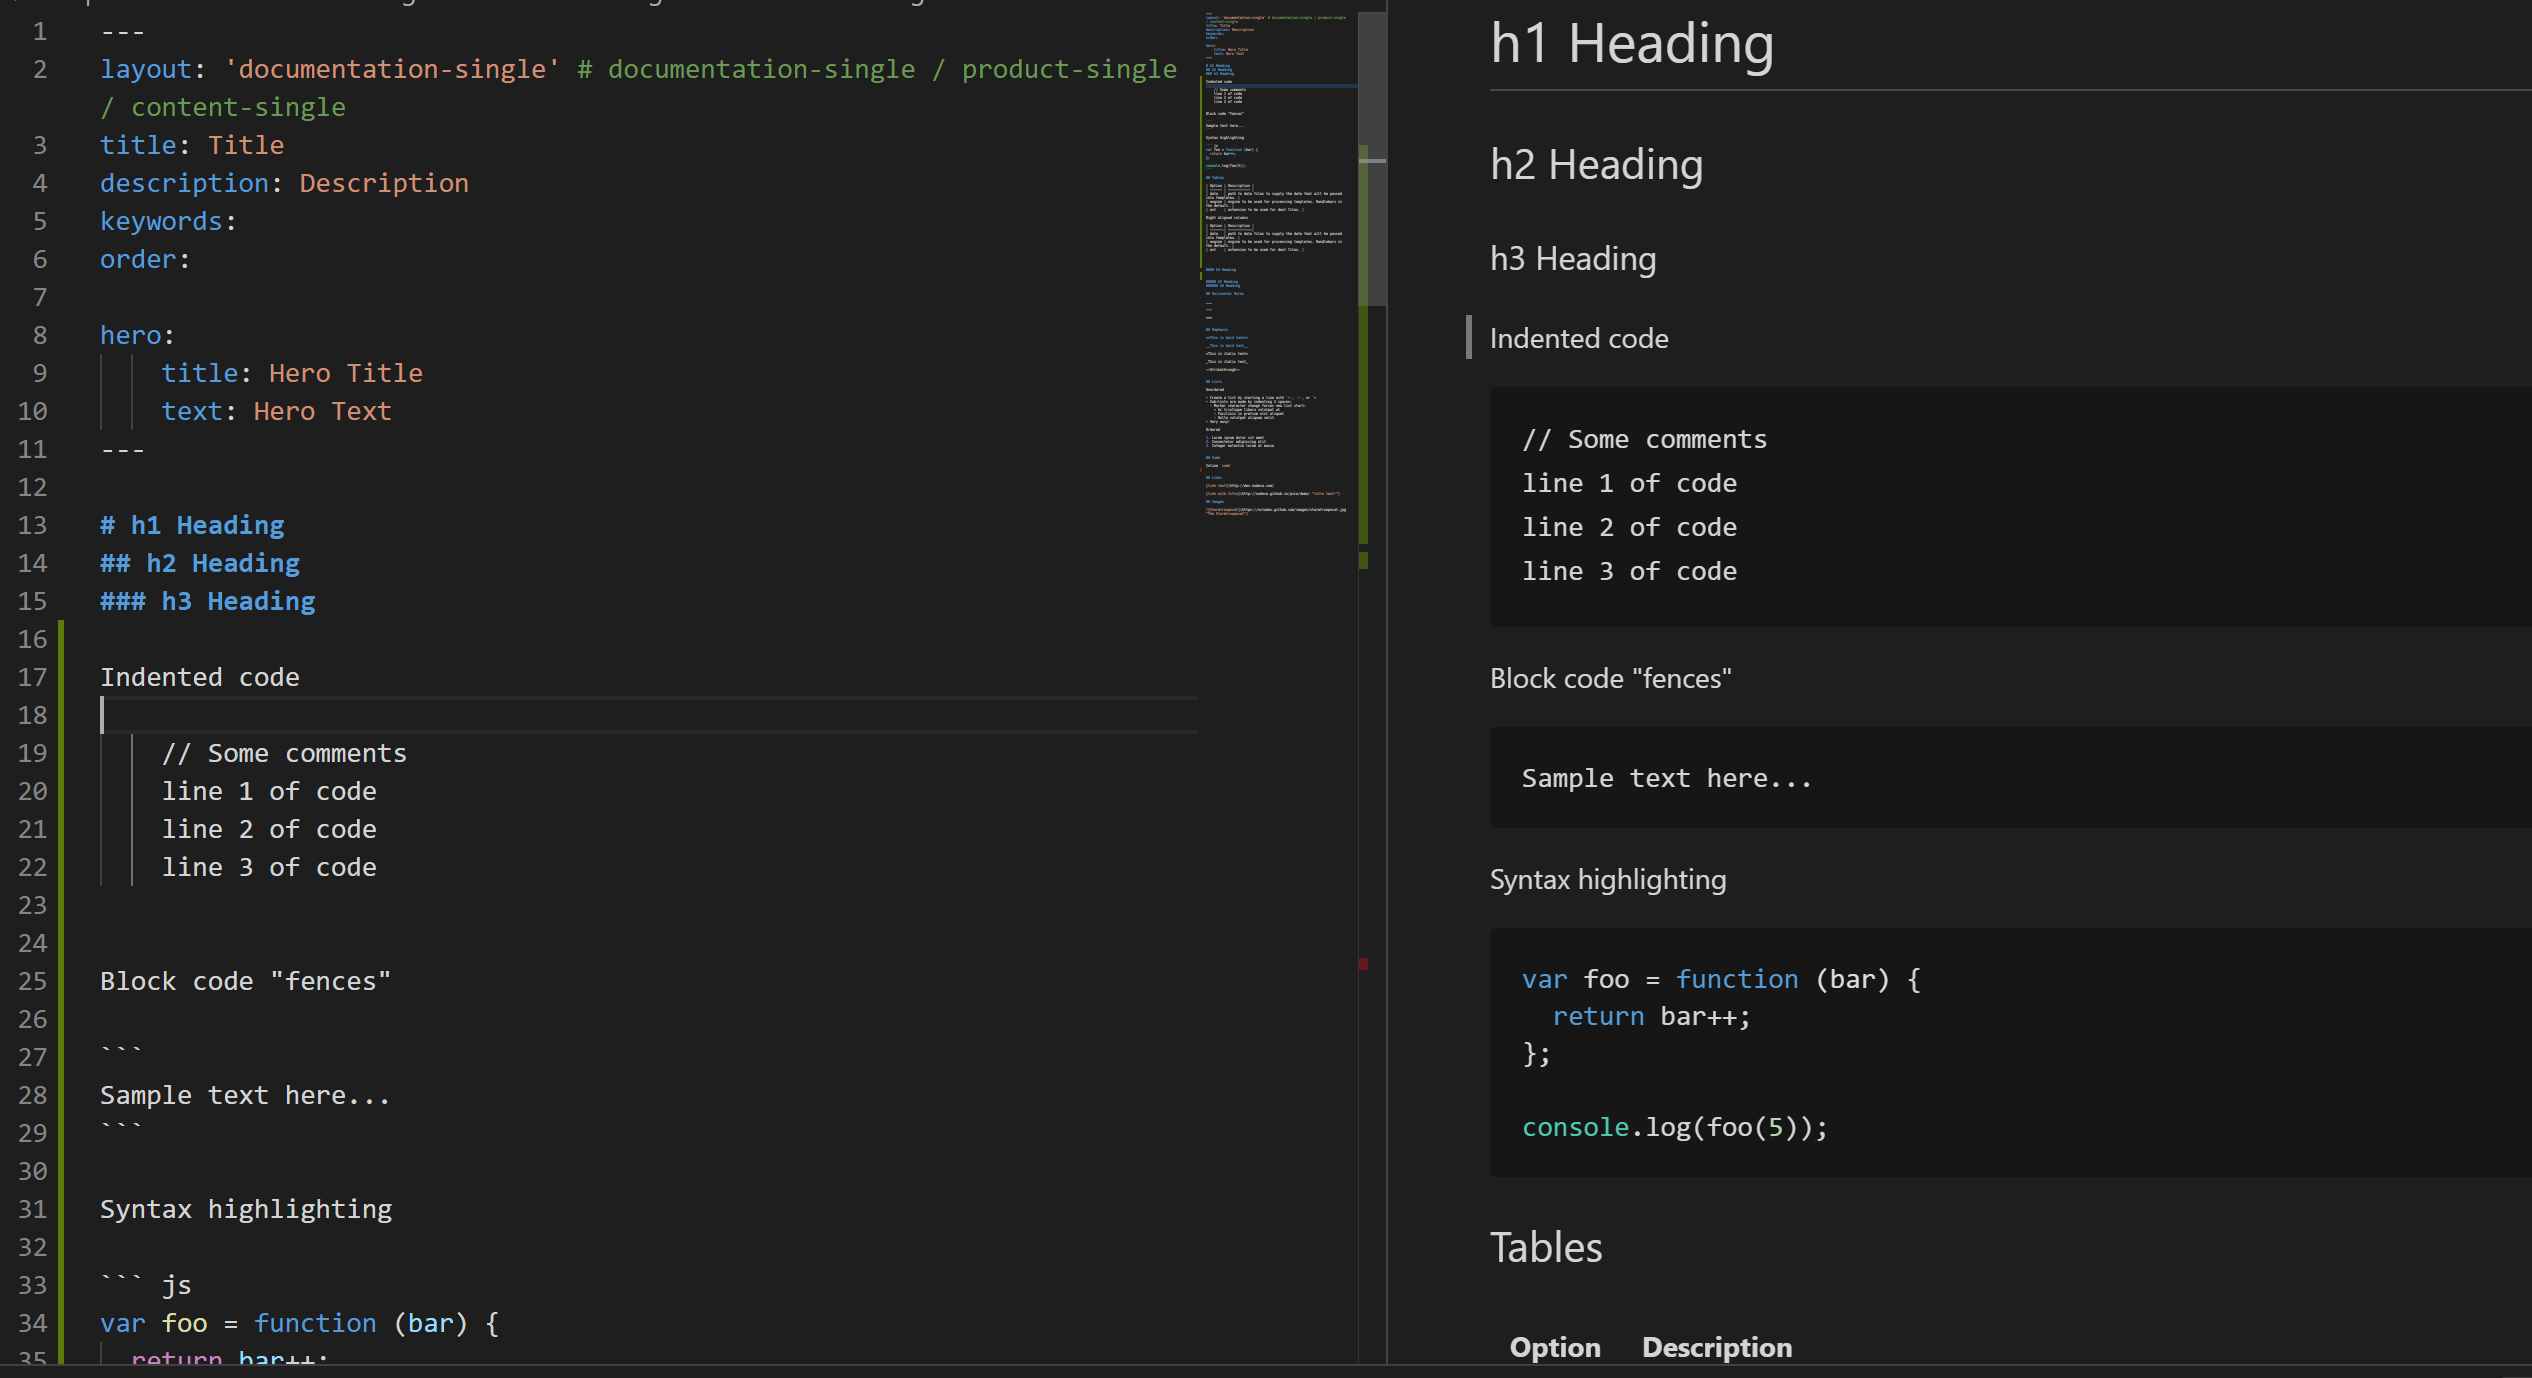 1 ---
2 layout: 'documentation-single' # documentation-single / product-single
/ content-single
3 title: Title
4 description: Description
5 keywords:
6 order:
7
8 hero:
9 title: Hero Title
10 text: Hero Text
11 ---
12
13 # h1 Heading
14 ## h2 Heading
15 ### h3 Heading
16
17 Indented code
18
19 // Some comments
20 line 1 of code
21 line 2 of code
22 line 3 of code
23
24
25 Block code "fences"
26
27 ```
28 Sample text here...
29 ```
30
31 Syntax highlighting
32
33 ``` js
34 var foo = function (bar) {
35 return bar++;
h1 Heading
h2 Heading
h3 Heading
Indented code
// Some comments
line 1 of code
line 2 of code
line 3 of code
Block code "fences"
Sample text here...
Syntax highlighting
var foo = function (bar) {
return bar++;
};
console.log(foo(5));
Tables
Option Description